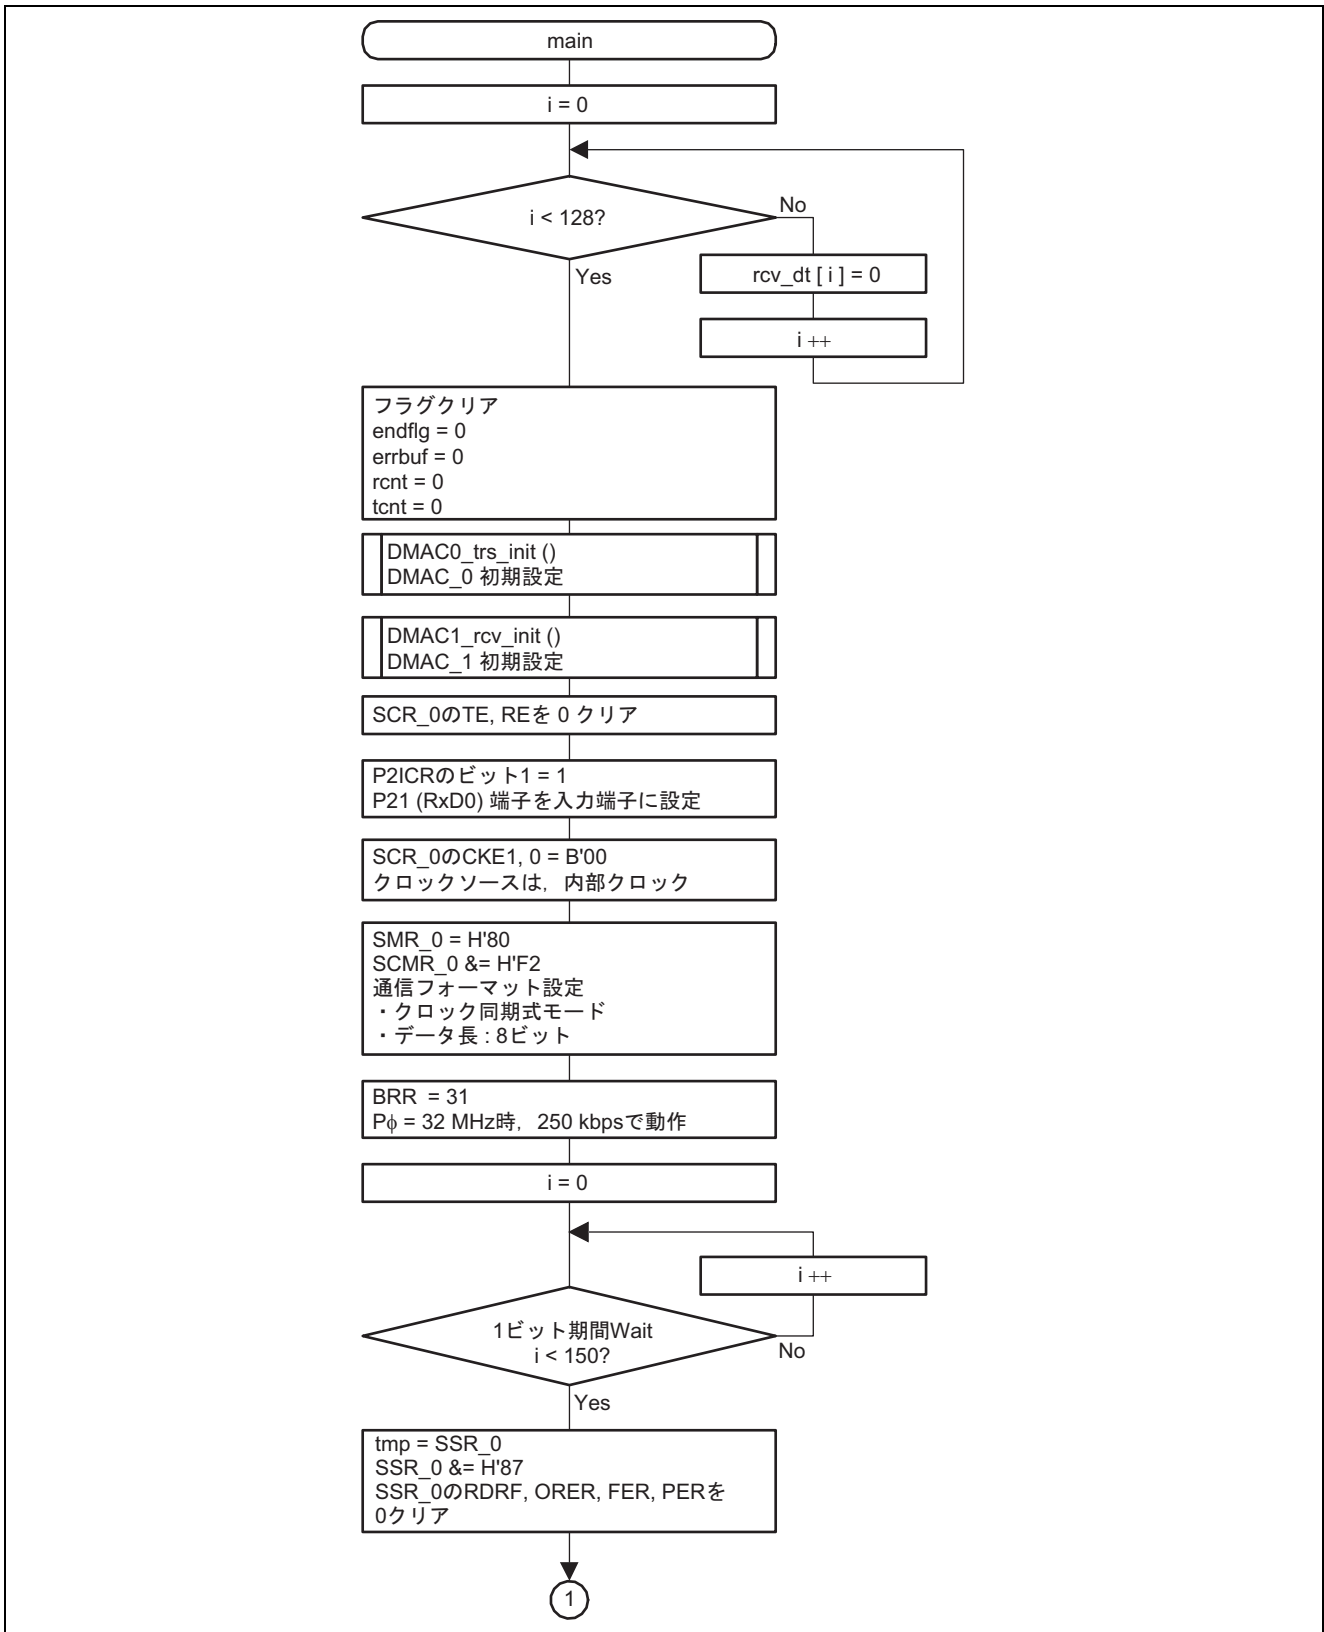 main
i = 0
i < 128?
No
Yes
rcv_dt [ i ] = 0
i ++
フラグクリア
endflg = 0
errbuf = 0
rcnt = 0
tcnt = 0
DMAC0_trs_init ()
DMAC_0 初期設定
DMAC1_rcv_init ()
DMAC_1 初期設定
SCR_0のTE, REを 0 クリア
P2ICRのビット1 = 1
P21 (RxD0) 端子を入力端子に設定
SCR_0のCKE1, 0 = B'00
クロックソースは，内部クロック
SMR_0 = H'80
SCMR_0 &= H'F2
通信フォーマット設定
・クロック同期式モード
・データ長 : 8ビット
BRR = 31
Pφ = 32 MHz時，250 kbpsで動作
i = 0
i ++
1ビット期間Wait
i < 150?
No
Yes
tmp = SSR_0
SSR_0 &= H'87
SSR_0のRDRF, ORER, FER, PERを
0クリア
1